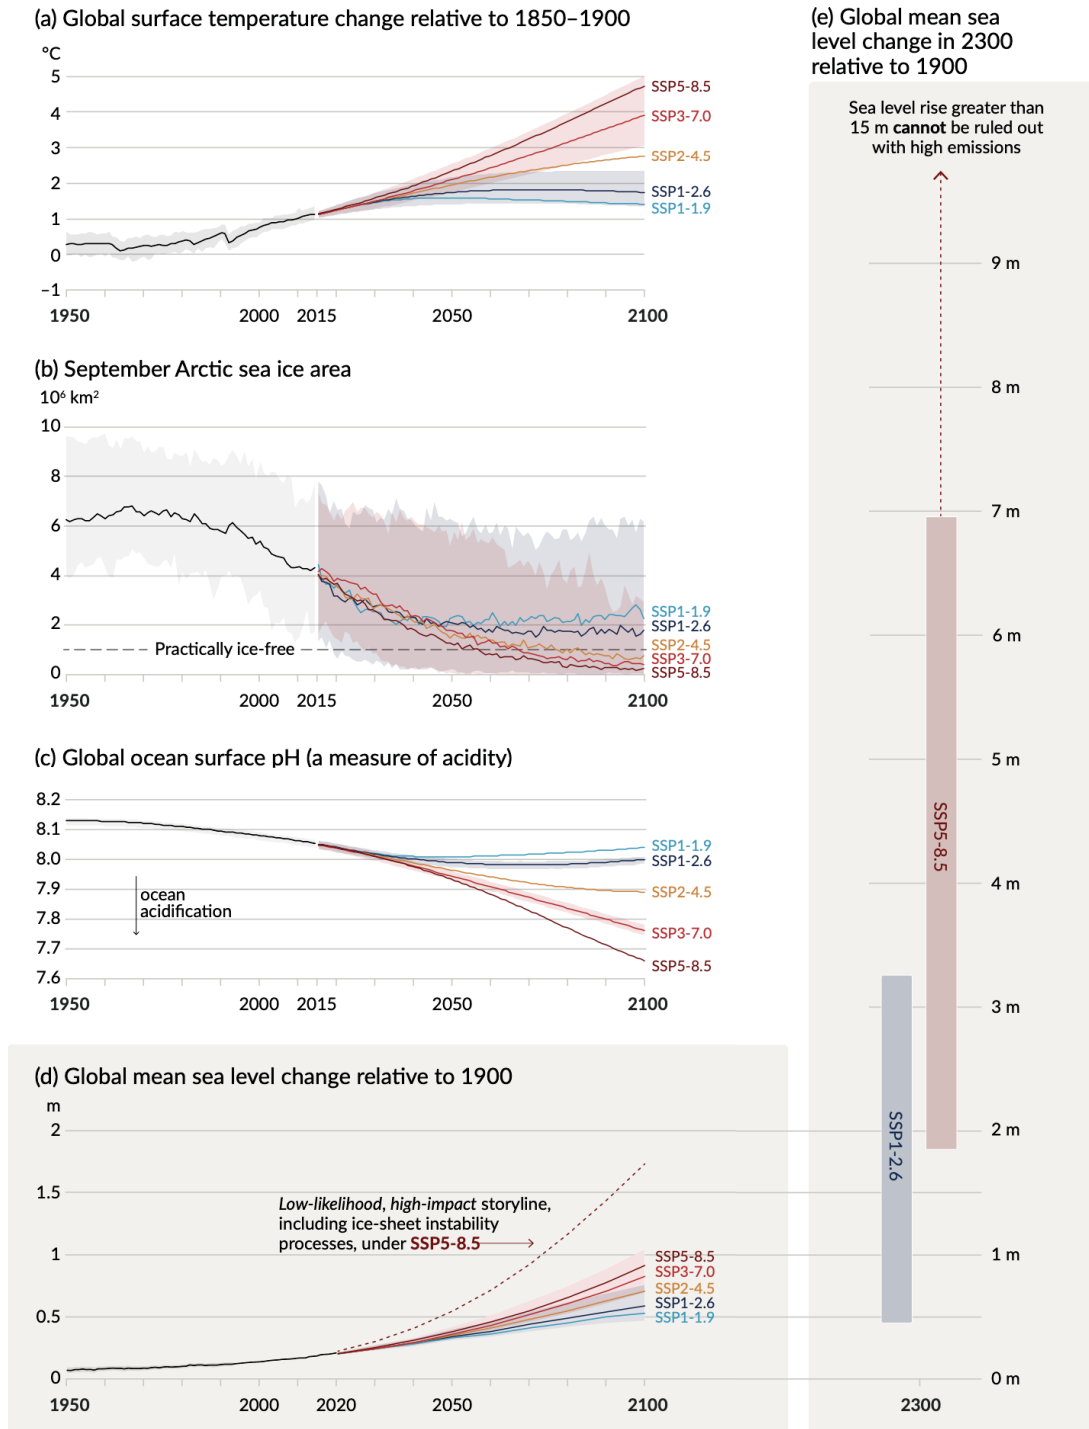 (a) Global surface temperature change relative to 1850–1900
°C
5
4
3
2
1
0
−1
1950
2000
2015
2050
2100
SSP5-8.5
SSP3-7.0
SSP2-4.5
SSP1-2.6
SSP1-1.9
(b) September Arctic sea ice area
10⁶ km²
10
8
6
4
2
0
Practically ice-free
1950
2000
2015
2050
2100
SSP1-1.9
SSP1-2.6
SSP2-4.5
SSP3-7.0
SSP5-8.5
(c) Global ocean surface pH (a measure of acidity)
8.2
8.1
8.0
7.9
7.8
7.7
7.6
ocean
acidification
1950
2000
2015
2050
2100
SSP1-1.9
SSP1-2.6
SSP2-4.5
SSP3-7.0
SSP5-8.5
(d) Global mean sea level change relative to 1900
m
2
1.5
1
0.5
0
Low-likelihood, high-impact storyline,
including ice-sheet instability
processes, under SSP5-8.5
1950
2000
2020
2050
2100
SSP5-8.5
SSP3-7.0
SSP2-4.5
SSP1-2.6
SSP1-1.9
(e) Global mean sea
level change in 2300
relative to 1900
Sea level rise greater than
15 m cannot be ruled out
with high emissions
9 m
8 m
7 m
6 m
5 m
4 m
3 m
2 m
1 m
0 m
SSP5-8.5
SSP1-2.6
2300